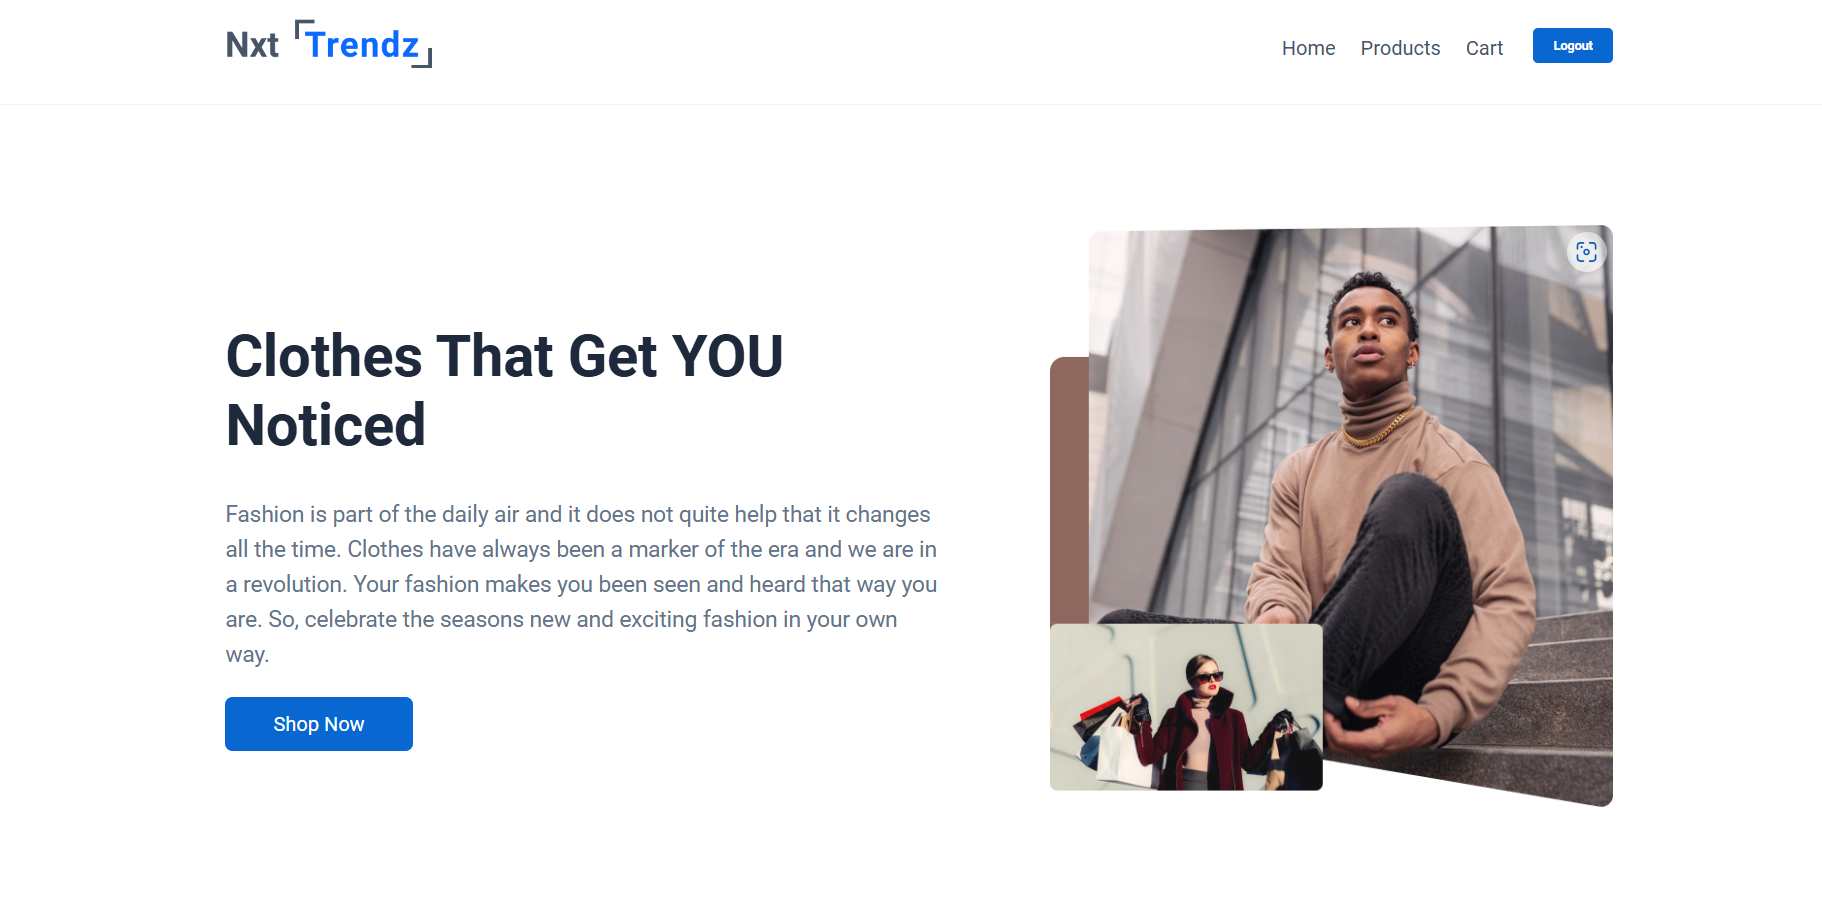 Nxt Trendz
Home Products Cart Logout
Clothes That Get YOU
Noticed
Fashion is part of the daily air and it does not quite help that it changes
all the time. Clothes have always been a marker of the era and we are in
a revolution. Your fashion makes you been seen and heard that way you
are. So, celebrate the seasons new and exciting fashion in your own
way.
Shop Now